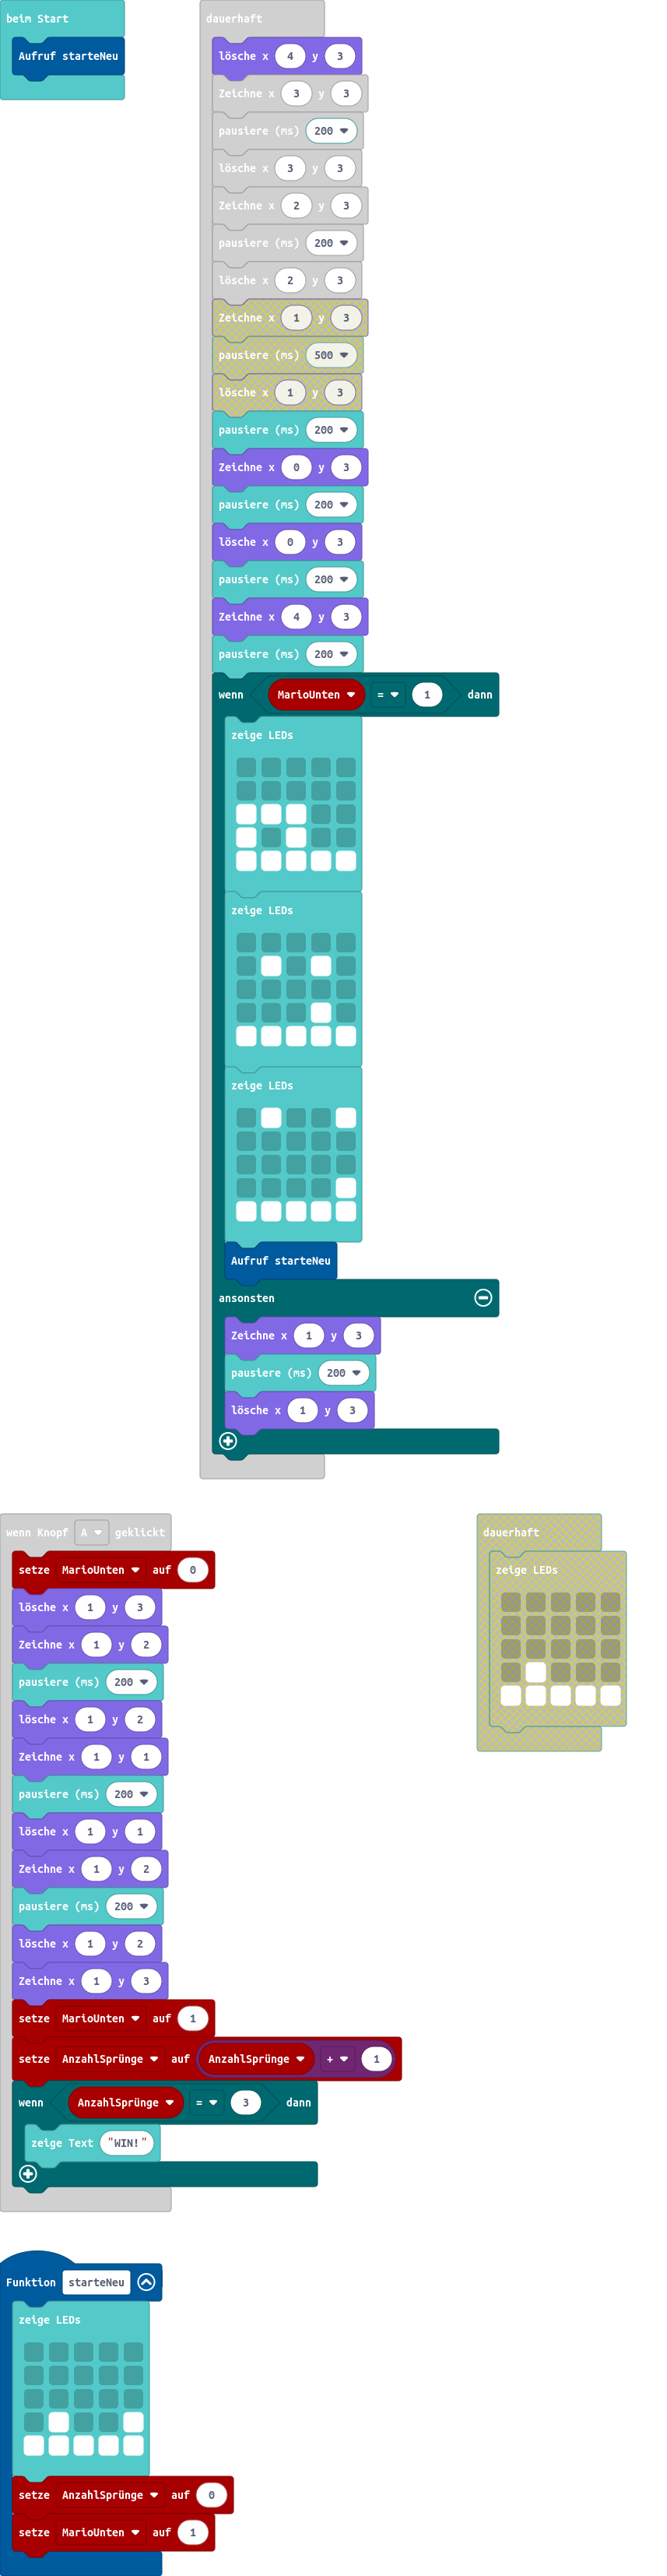 beim Start
Aufruf starteNeu
dauerhaft
lösche x 4 y 3
Zeichne x 3 y 3
pausiere (ms) 200
lösche x 3 y 3
Zeichne x 2 y 3
pausiere (ms) 200
lösche x 2 y 3
Zeichne x 1 y 3
pausiere (ms) 500
lösche x 1 y 3
pausiere (ms) 200
Zeichne x 0 y 3
pausiere (ms) 200
lösche x 0 y 3
pausiere (ms) 200
Zeichne x 4 y 3
pausiere (ms) 200
wenn MarioUnten = 1 dann
zeige LEDs
zeige LEDs
zeige LEDs
Aufruf starteNeu
ansonsten
Zeichne x 1 y 3
pausiere (ms) 200
lösche x 1 y 3
wenn Knopf A geklickt
setze MarioUnten auf 0
lösche x 1 y 3
Zeichne x 1 y 2
pausiere (ms) 200
lösche x 1 y 2
Zeichne x 1 y 1
pausiere (ms) 200
lösche x 1 y 1
Zeichne x 1 y 2
pausiere (ms) 200
lösche x 1 y 2
Zeichne x 1 y 3
setze MarioUnten auf 1
setze AnzahlSprünge auf AnzahlSprünge + 1
wenn AnzahlSprünge = 3 dann
zeige Text "WIN!"
dauerhaft
zeige LEDs
Funktion starteNeu
zeige LEDs
setze AnzahlSprünge auf 0
setze MarioUnten auf 1